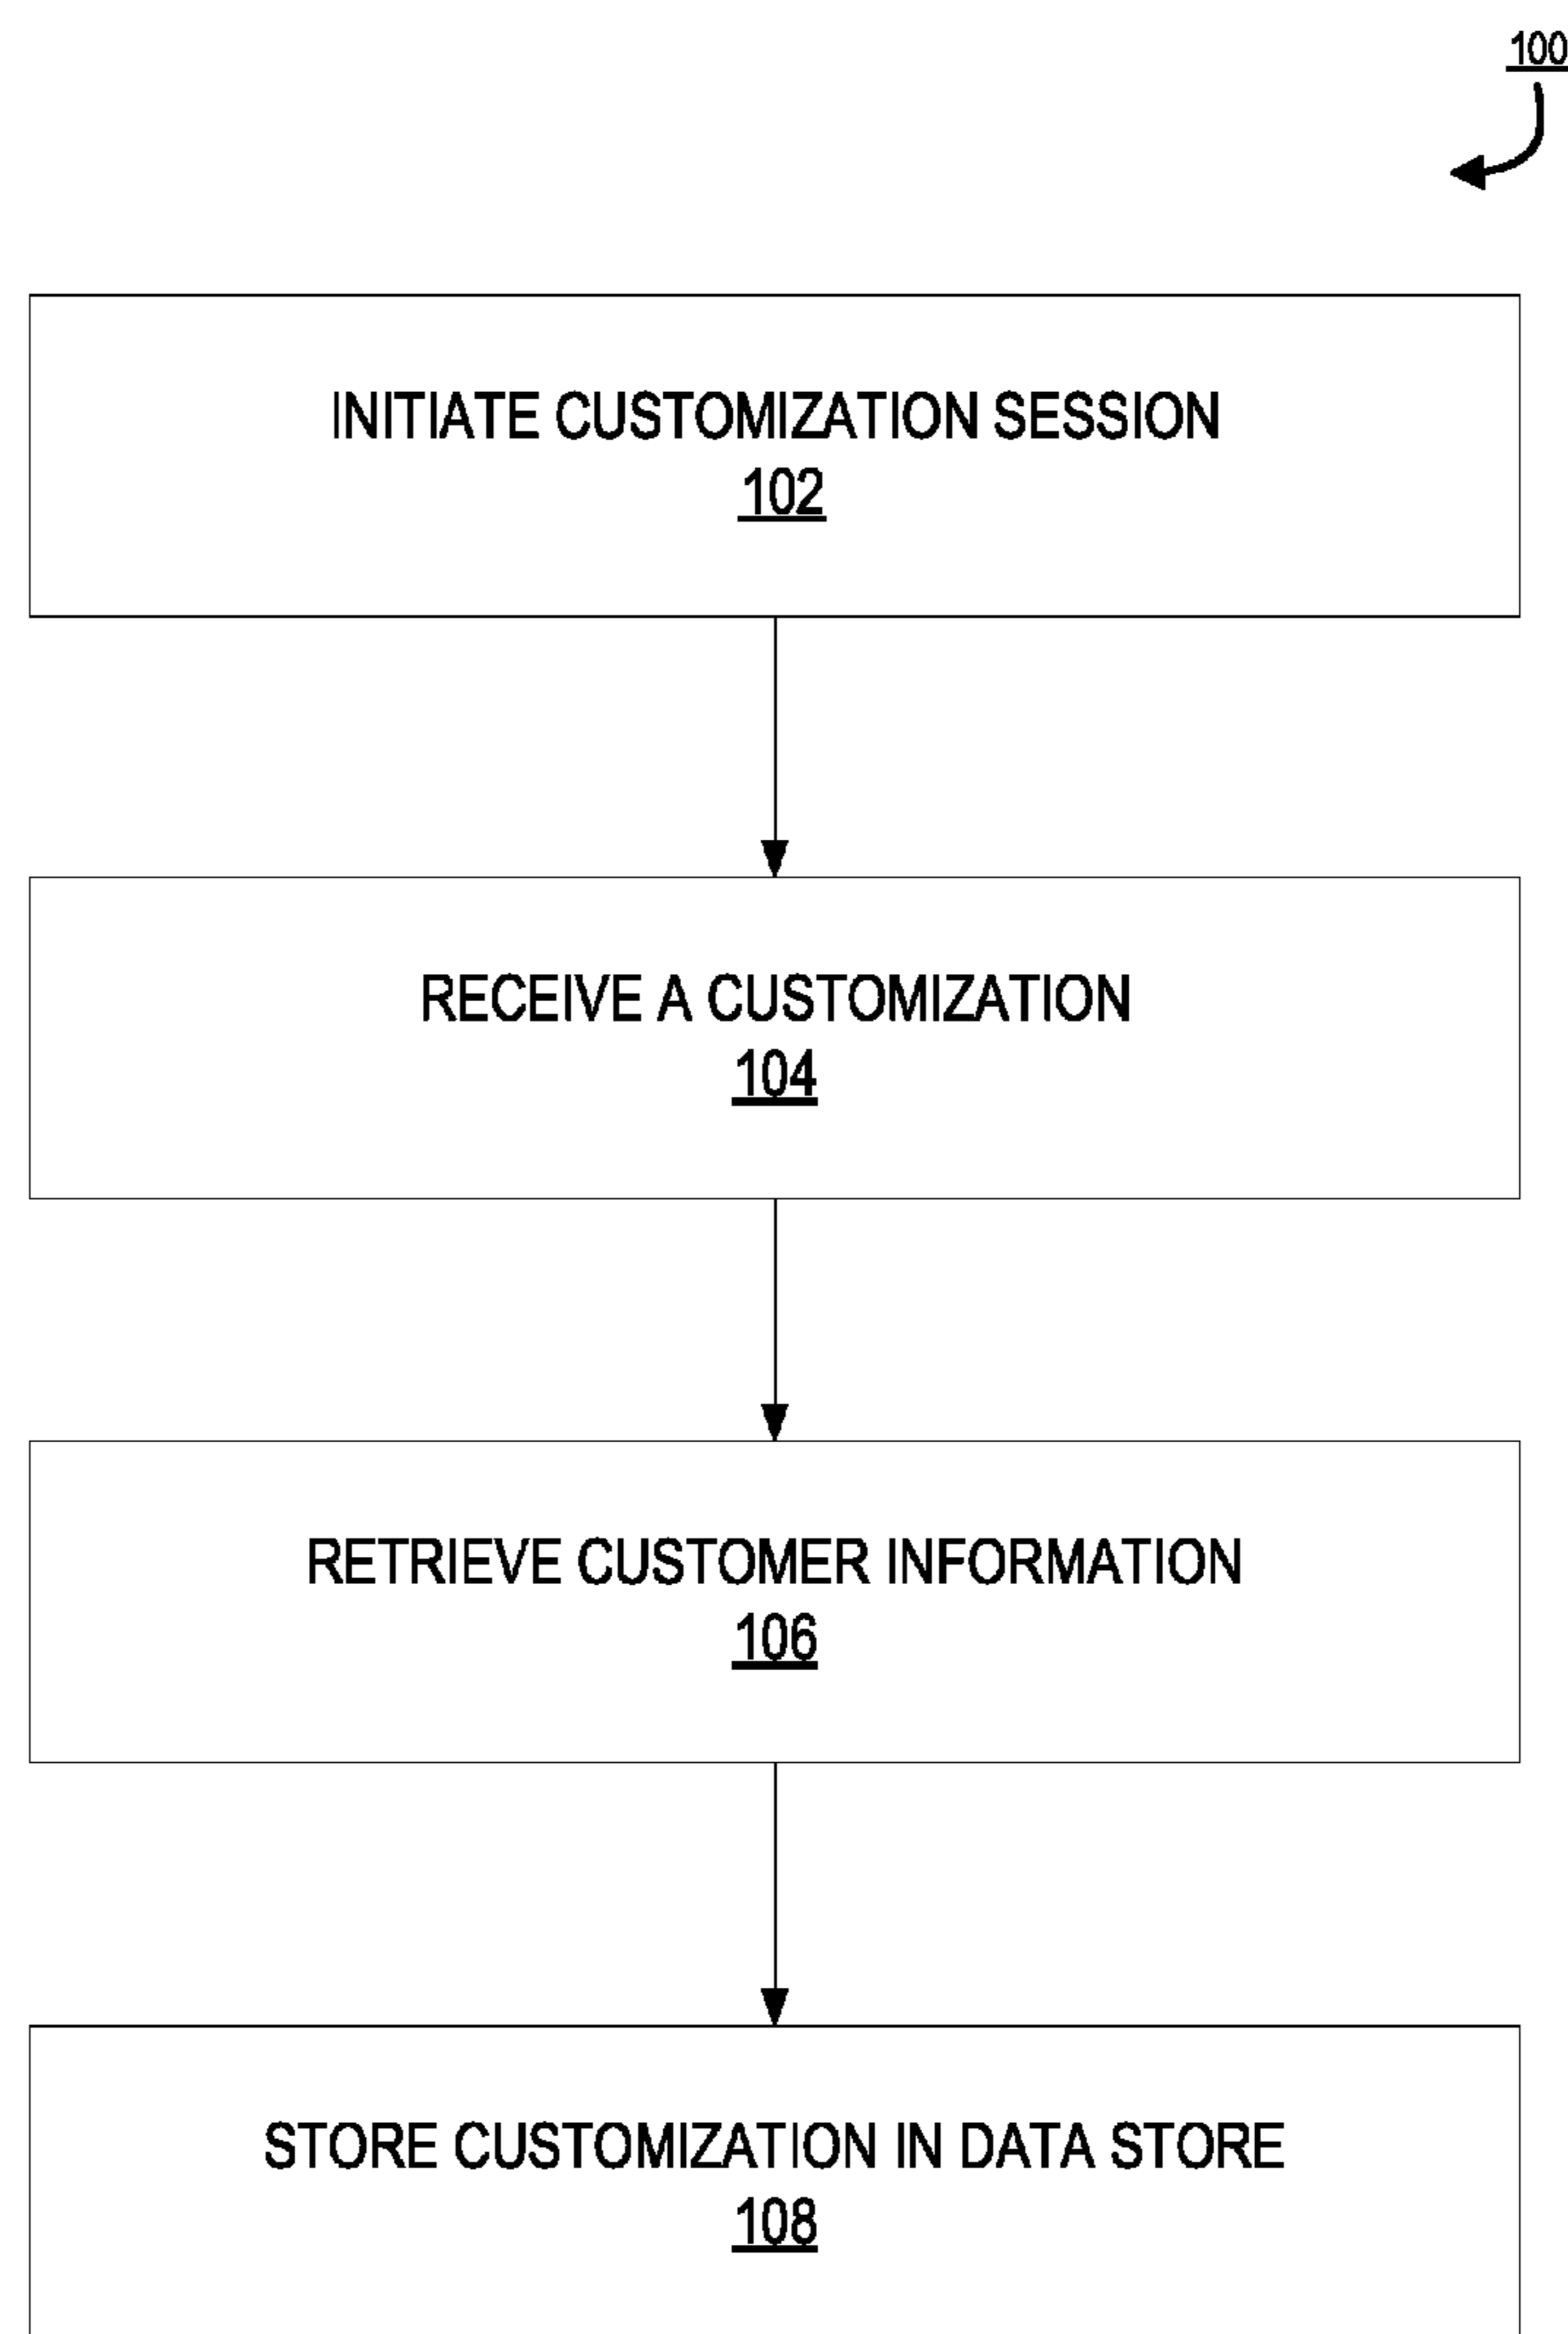 100
INITIATE CUSTOMIZATION SESSION
102
RECEIVE A CUSTOMIZATION
104
RETRIEVE CUSTOMER INFORMATION
106
STORE CUSTOMIZATION IN DATA STORE
108